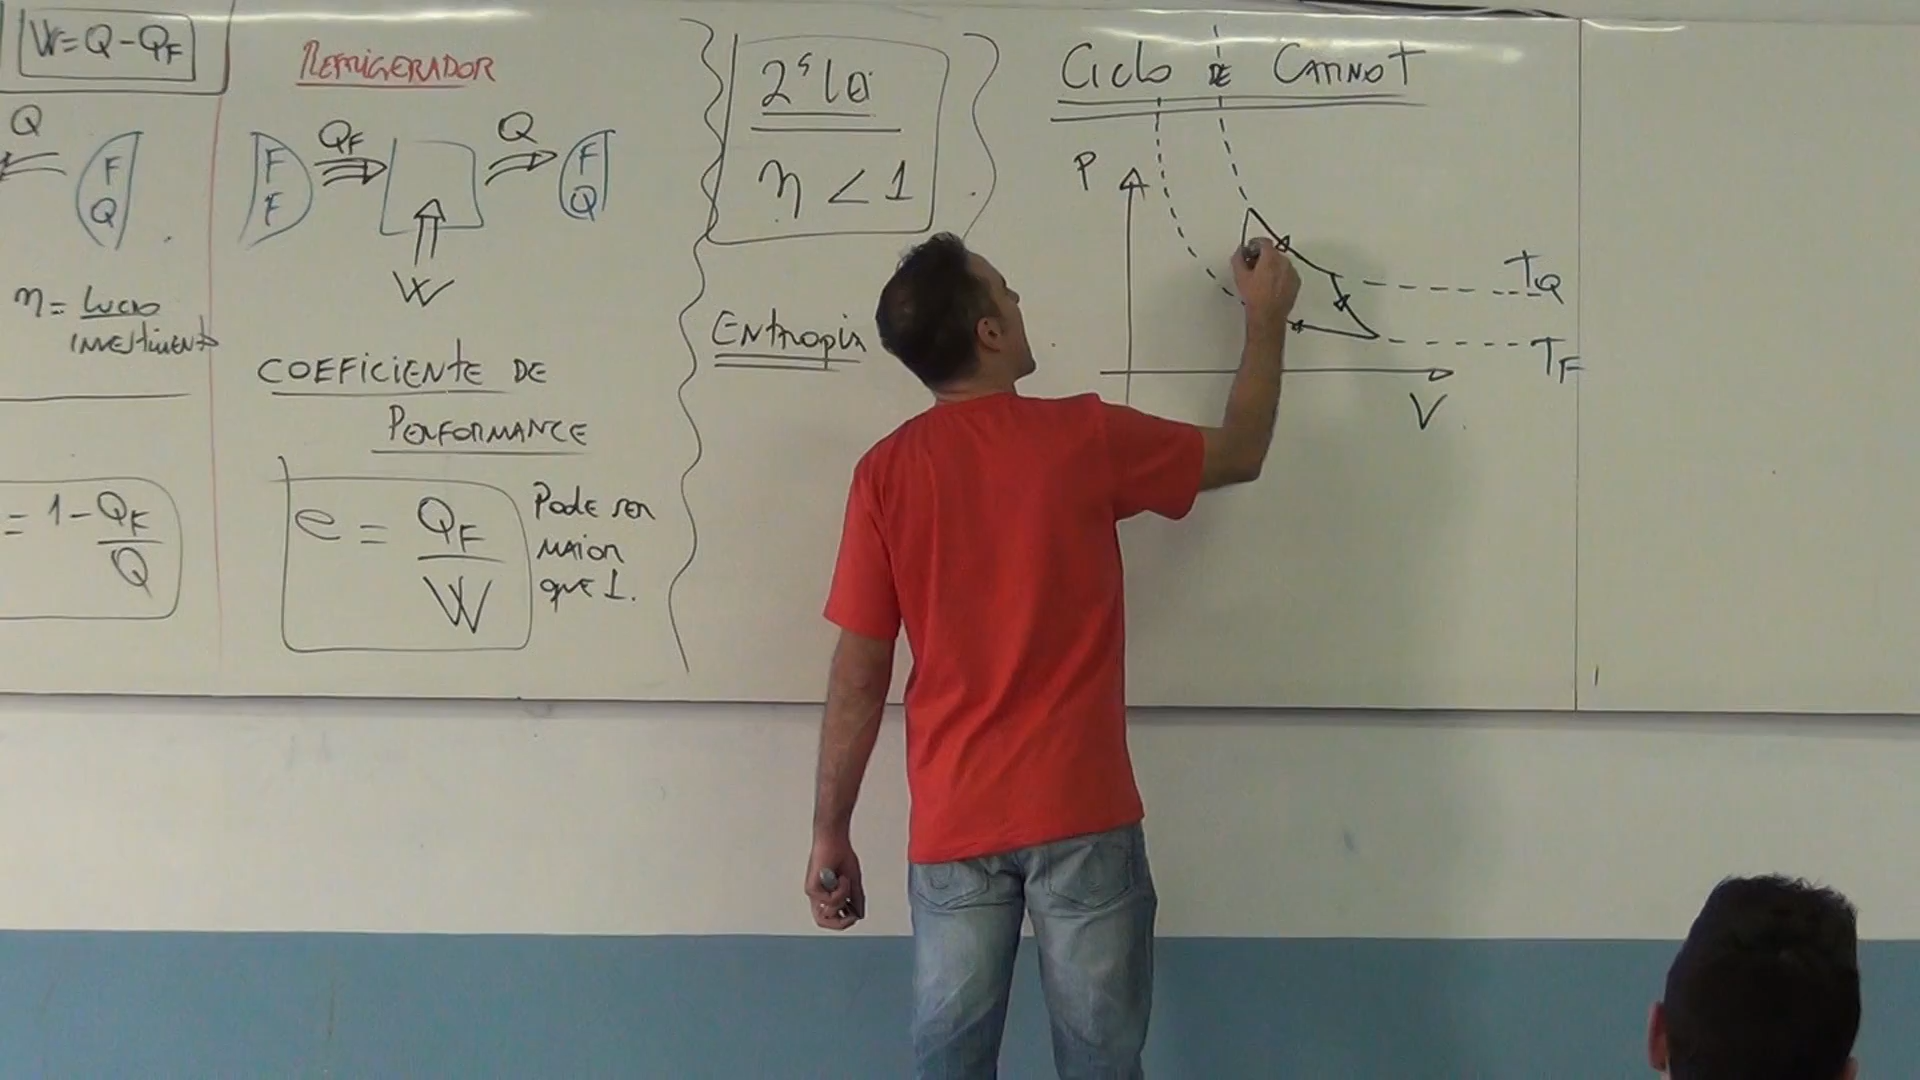 W=Q-QF
Q
F
Q
η= Lucro
investimento
= 1-QF
Q
REFRIGERADOR
F
F
QF
Q
F
Q
W
COEFICIENTE DE
PERFORMANCE
e = QF
W
Pode ser
maior
que 1.
2ª lei
η < 1
Entropia
Ciclo DE CARNOT
P
TQ
TF
V